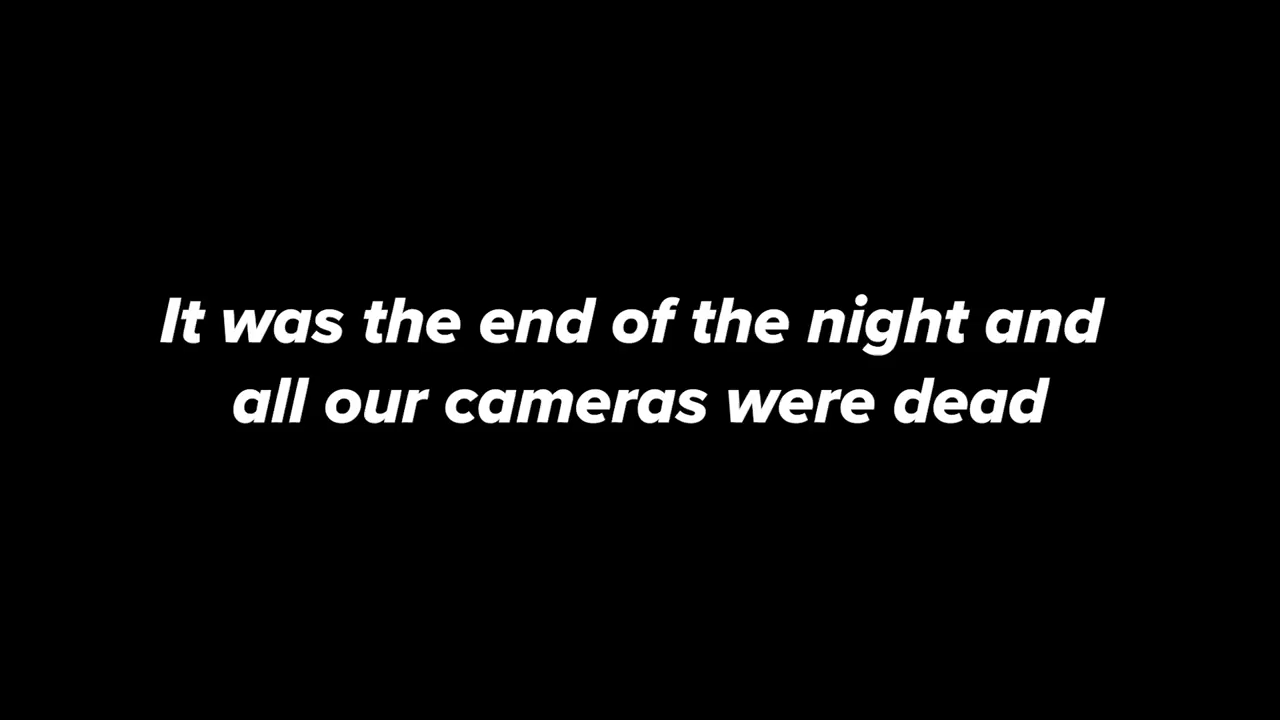 It was the end of the night and
all our cameras were dead